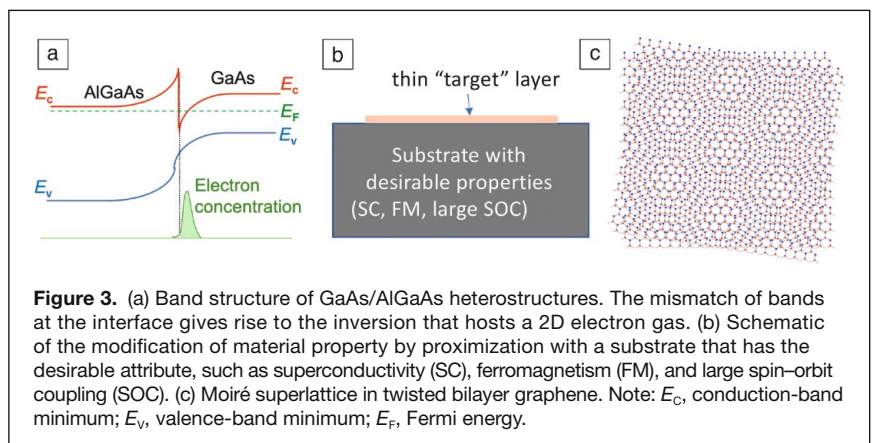 a
b
c
AlGaAs
GaAs
Ec
Ec
EF
Ev
Ev
Electron
concentration
thin "target" layer
Substrate with
desirable properties
(SC, FM, large SOC)
Figure 3. (a) Band structure of GaAs/AlGaAs heterostructures. The mismatch of bands
at the interface gives rise to the inversion that hosts a 2D electron gas. (b) Schematic
of the modification of material property by proximization with a substrate that has the
desirable attribute, such as superconductivity (SC), ferromagnetism (FM), and large spin–orbit
coupling (SOC). (c) Moiré superlattice in twisted bilayer graphene. Note: EC, conduction-band
minimum; EV, valence-band minimum; EF, Fermi energy.